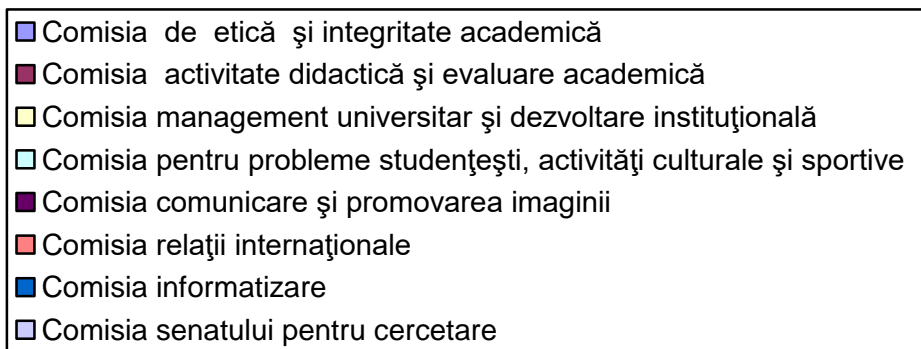 Comisia de etică şi integritate academică
Comisia activitate didactică şi evaluare academică
Comisia management universitar şi dezvoltare instituţională
Comisia pentru probleme studenţeşti, activităţi culturale şi sportive
Comisia comunicare şi promovarea imaginii
Comisia relaţii internaţionale
Comisia informatizare
Comisia senatului pentru cercetare